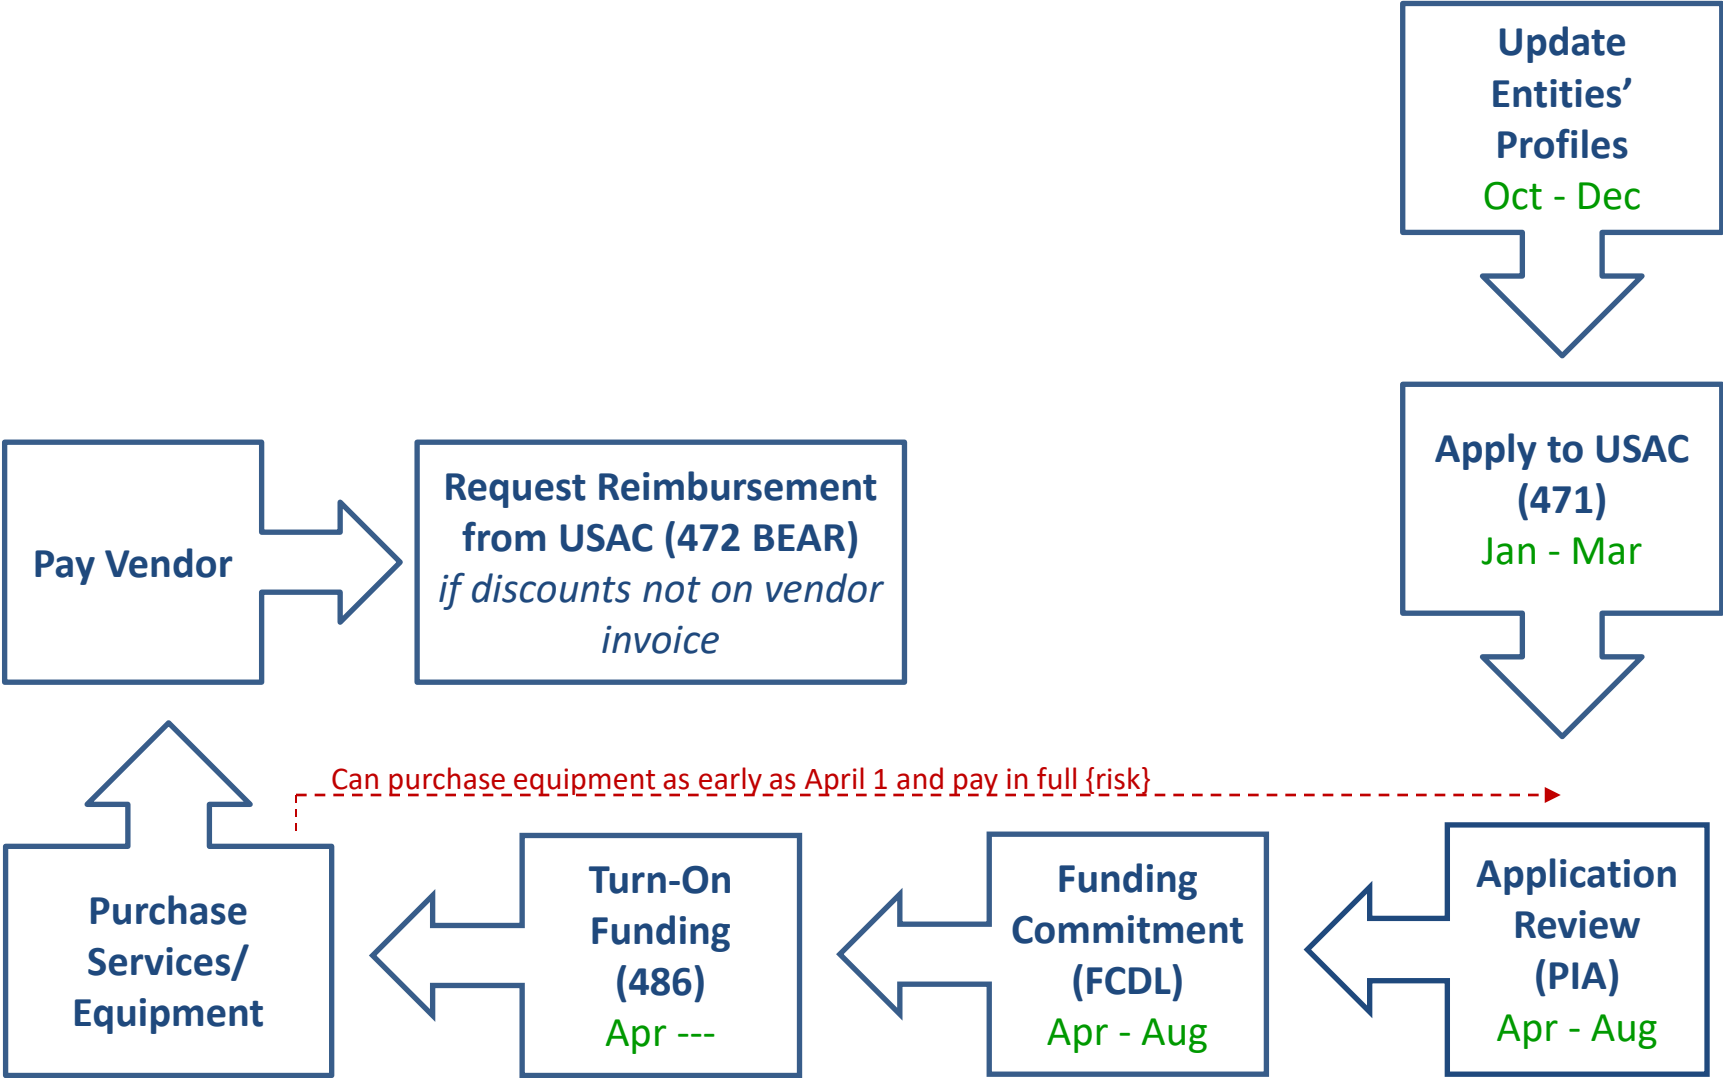 Update
Entities’
Profiles
Oct - Dec
Apply to USAC
(471)
Jan - Mar
Pay Vendor
Request Reimbursement
from USAC (472 BEAR)
if discounts not on vendor
invoice
Can purchase equipment as early as April 1 and pay in full {risk}
Purchase
Services/
Equipment
Turn-On
Funding
(486)
Apr ---
Funding
Commitment
(FCDL)
Apr - Aug
Application
Review
(PIA)
Apr - Aug